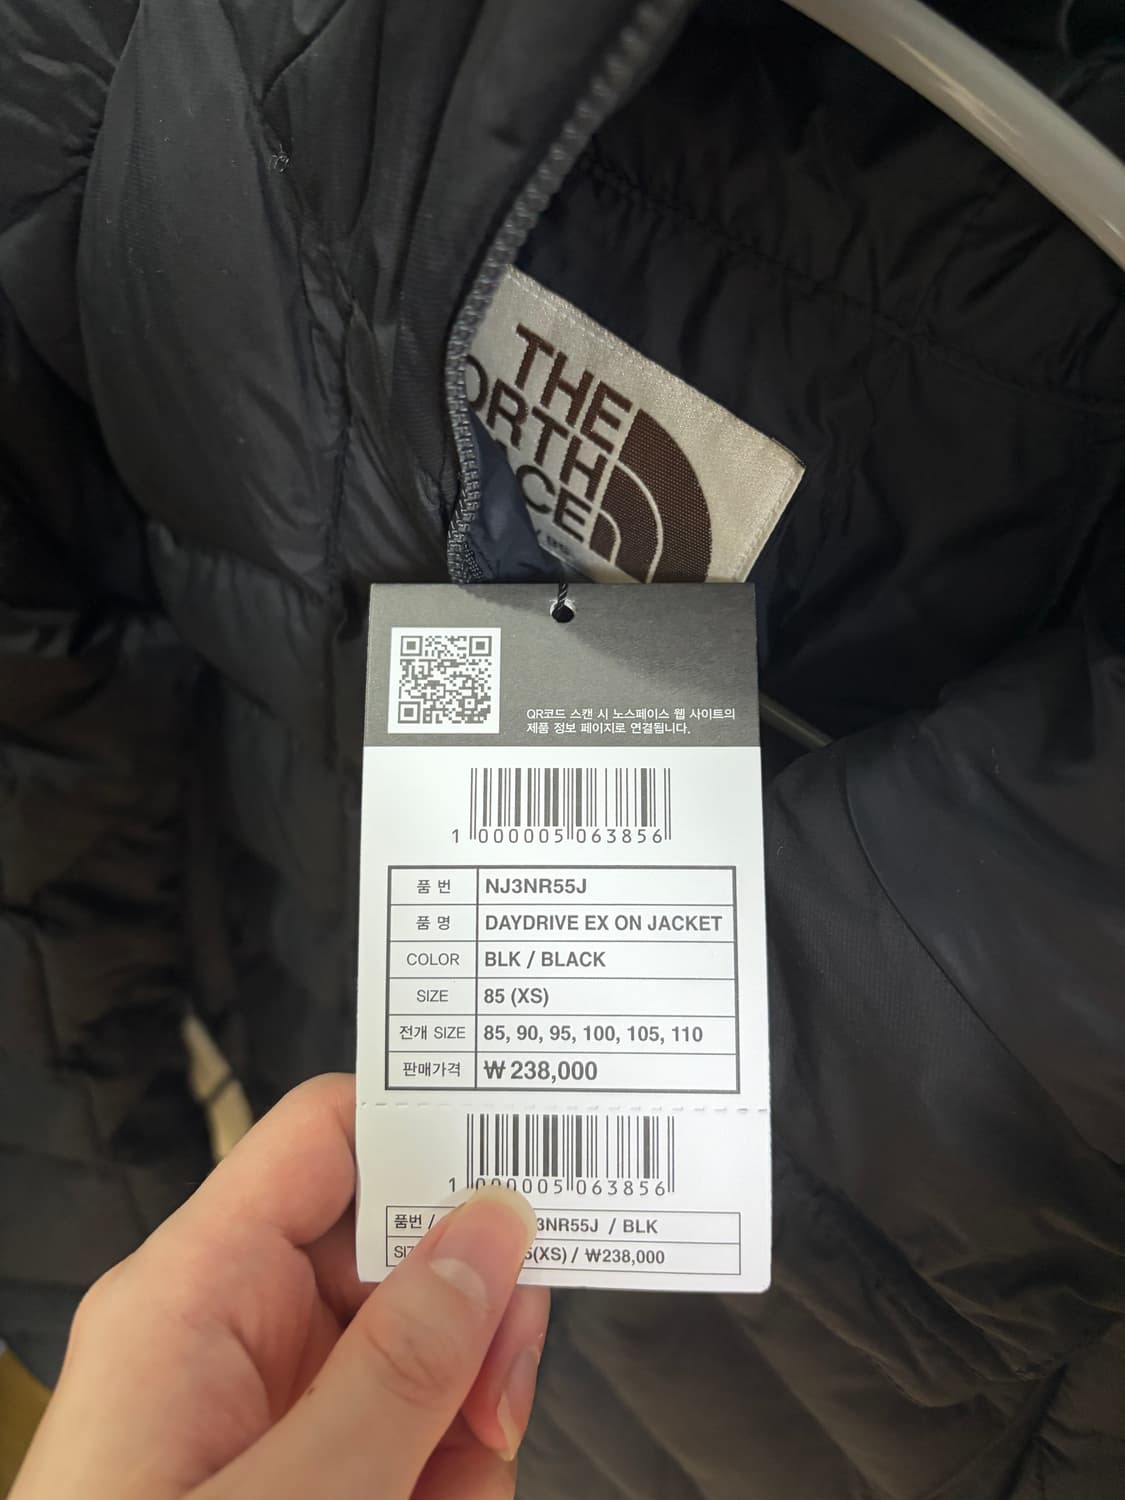 THE
ORTH
CE
QR코드 스캔 시 노스페이스 웹 사이트의
제품 정보 페이지로 연결됩니다.
1 000005 063856
품 번 NJ3NR55J
품 명 DAYDRIVE EX ON JACKET
COLOR BLK / BLACK
SIZE 85 (XS)
전개 SIZE 85, 90, 95, 100, 105, 110
판매가격 ₩ 238,000
1 000005 063856
품번 / 3NR55J / BLK
5(XS) / ₩238,000